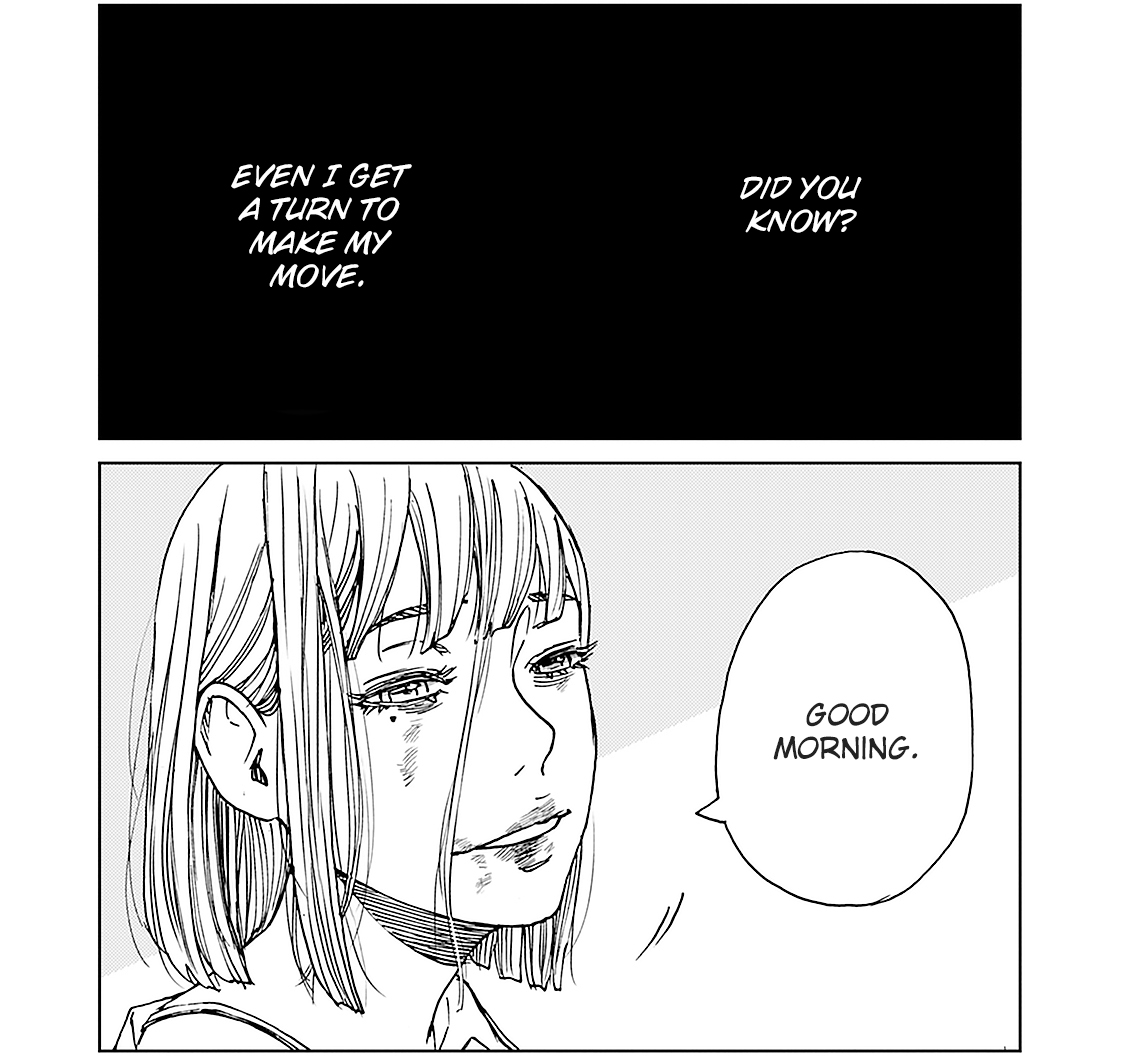 DID YOU
KNOW?
EVEN I GET
A TURN TO
MAKE MY
MOVE.
GOOD
MORNING.